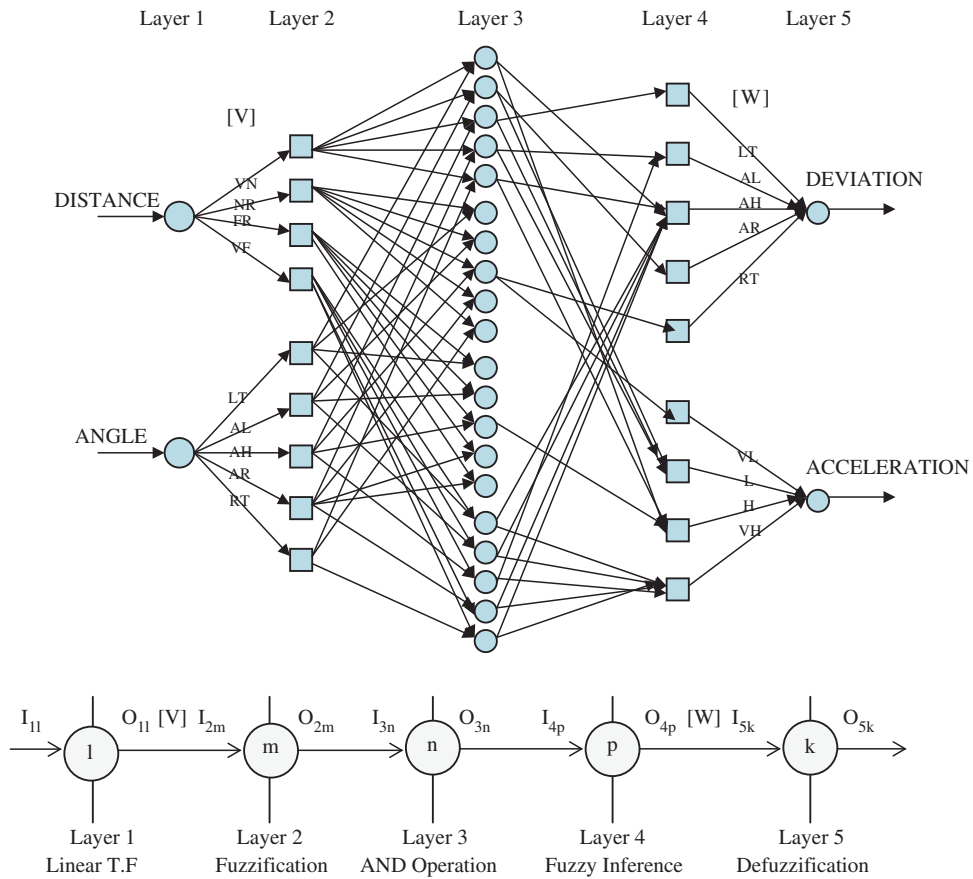 Layer 1 Layer 2 Layer 3 Layer 4 Layer 5
[V] [W]
DISTANCE
VN
NR
FR
VF
LT
AL
AH
AR
RT
DEVIATION
ANGLE
LT
AL
AH
AR
RT
VL
L
H
VH
ACCELERATION
I1l O1l [V] I2m O2m I3n O3n I4p O4p [W] I5k O5k
l m n p k
Layer 1 Layer 2 Layer 3 Layer 4 Layer 5
Linear T.F Fuzzification AND Operation Fuzzy Inference Defuzzification